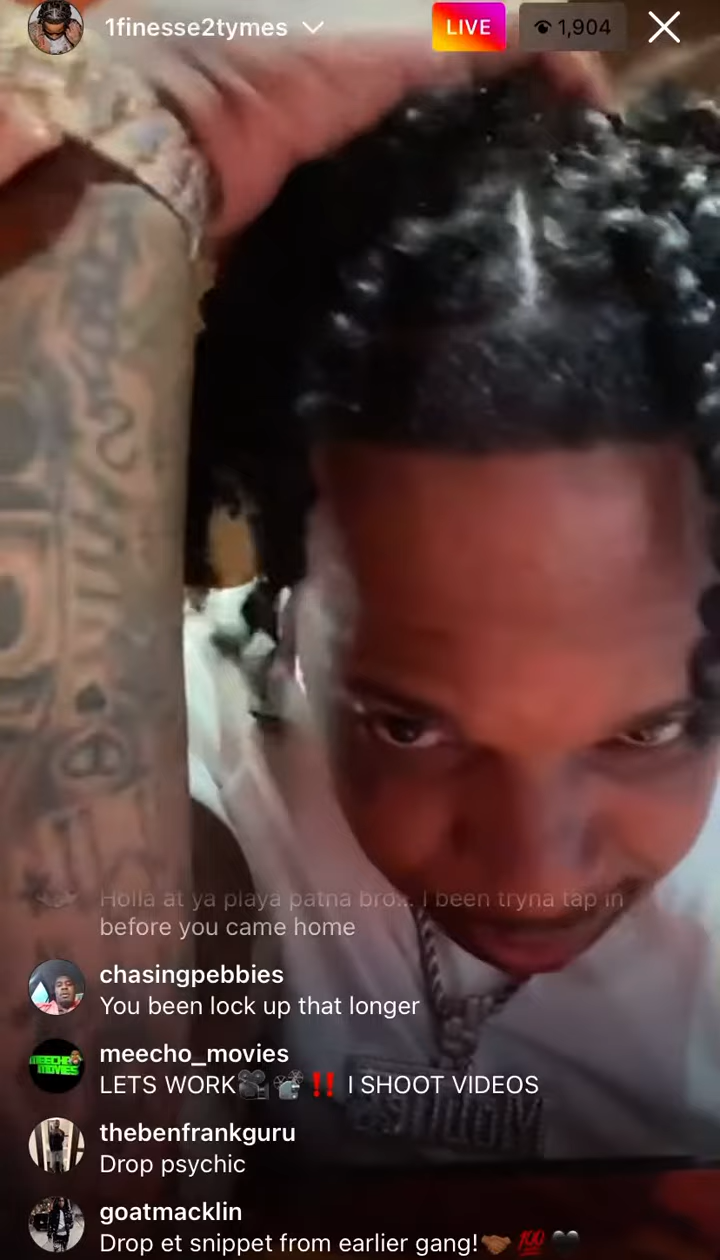 1finesse2tymes
LIVE
1,904
Holla at ya playa patna bro... I been tryna tap in
before you came home
chasingpebbies
You been lock up that longer
MEECHO
MOVIES
meecho_movies
LETS WORK🎥📽️‼️ I SHOOT VIDEOS
thebenfrankguru
Drop psychic
goatmacklin
Drop et snippet from earlier gang!🤝🏾💯🖤